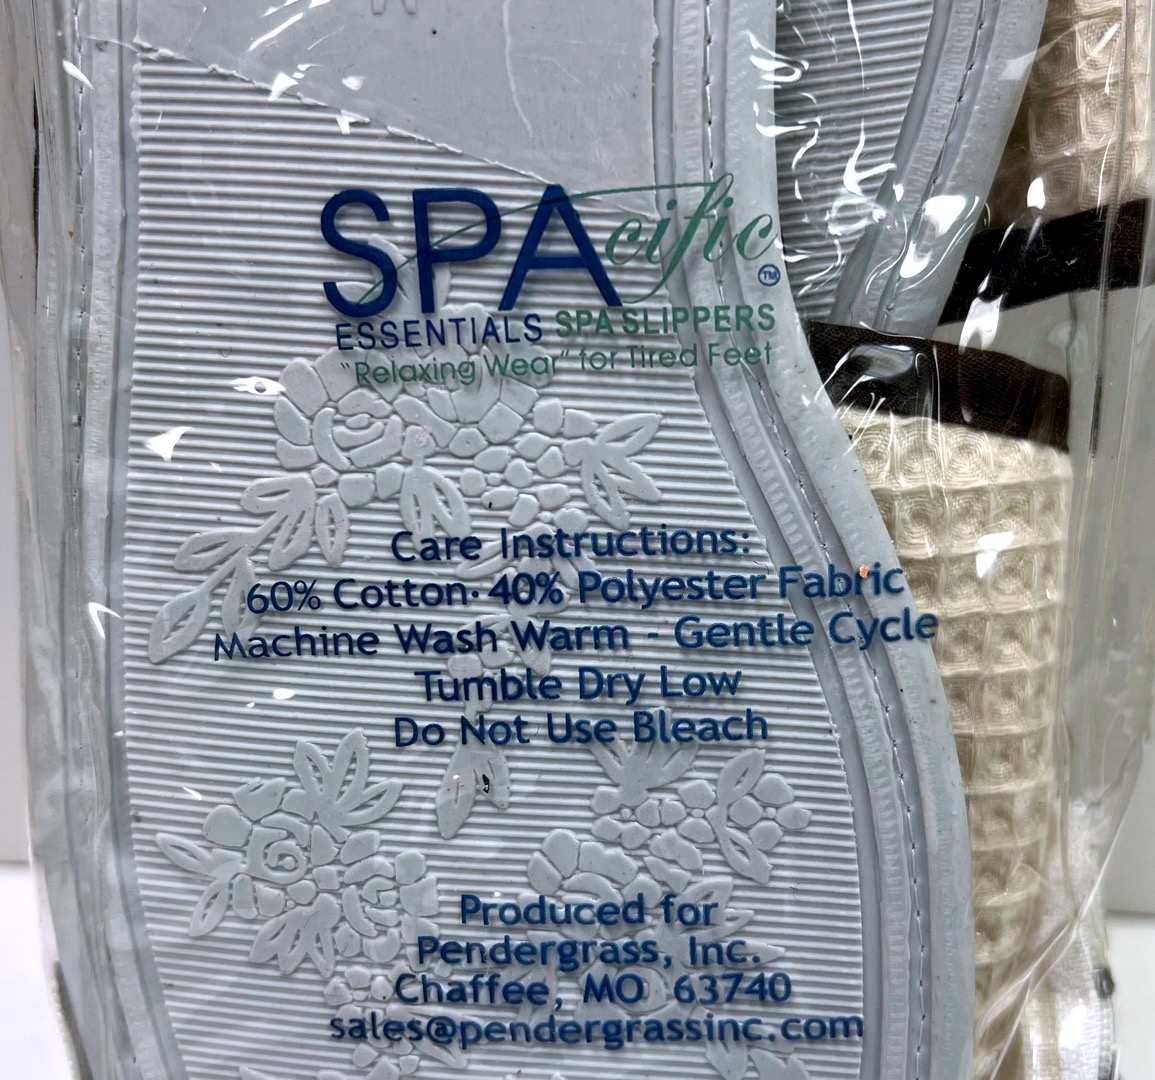 SPAcific™
ESSENTIALS SPA SLIPPERS
"Relaxing Wear" for Tired Feet
Care Instructions:
60% Cotton· 40% Polyester Fabric
Machine Wash Warm - Gentle Cycle
Tumble Dry Low
Do Not Use Bleach
Produced for
Pendergrass, Inc.
Chaffee, MO 63740
sales@pendergrassinc.com